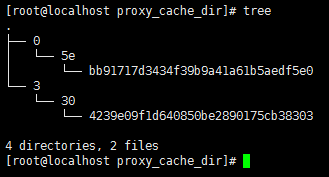 [root@localhost proxy_cache_dir]# tree
.
├── 0
│   └── 5e
│       └── bb91717d3434f39b9a41a61b5aedf5e0
└── 3
    └── 30
        └── 4239e09f1d640850be2890175cb38303

4 directories, 2 files
[root@localhost proxy_cache_dir]#